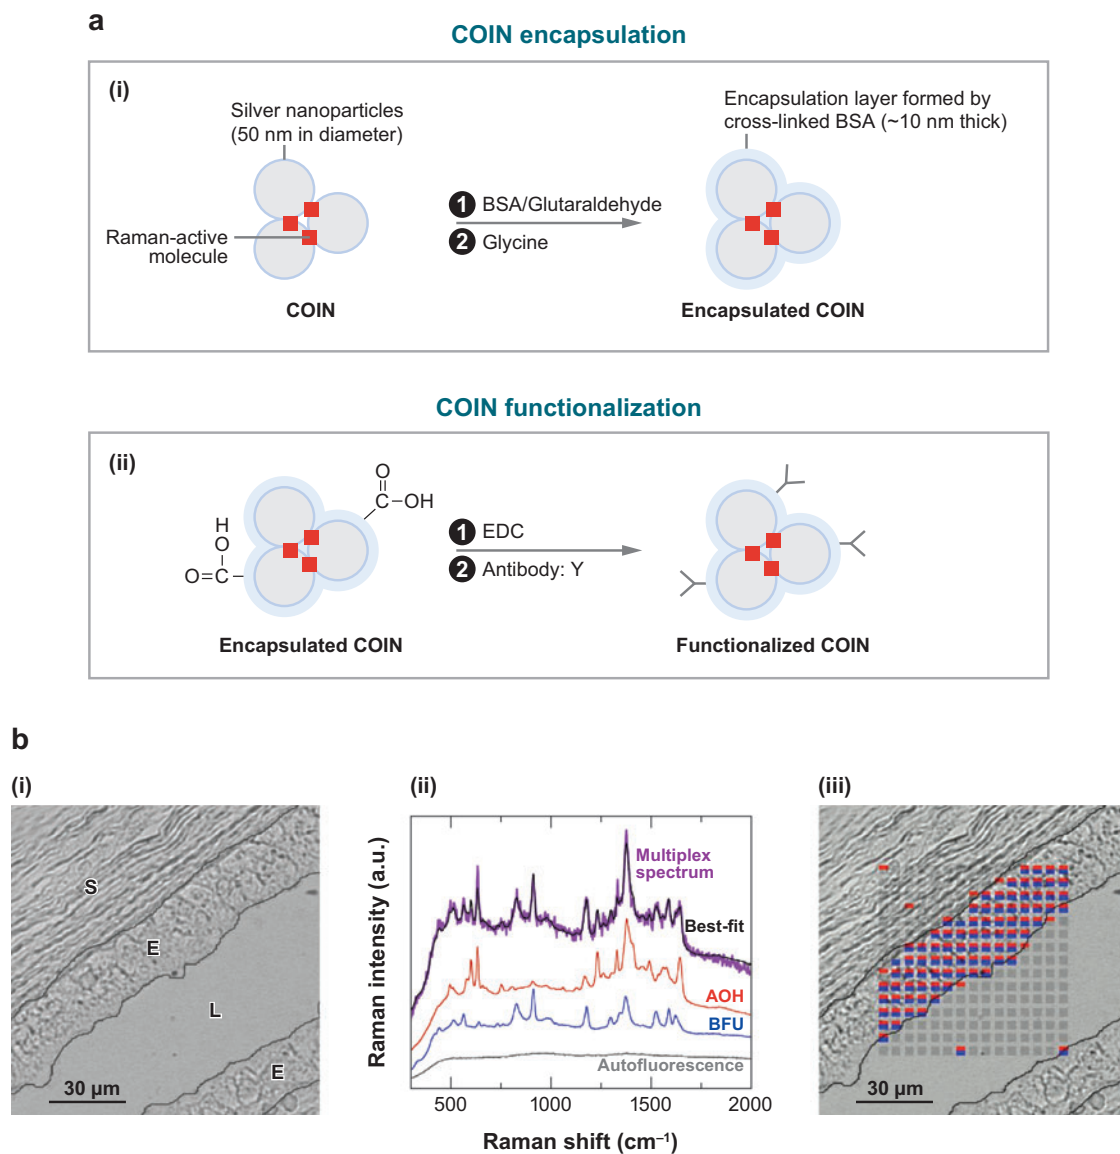 a
COIN encapsulation
(i)
Silver nanoparticles
(50 nm in diameter)
Raman-active
molecule
COIN
1 BSA/Glutaraldehyde
2 Glycine
Encapsulation layer formed by
cross-linked BSA (~10 nm thick)
Encapsulated COIN
COIN functionalization
(ii)
H
O
O=C
O
C–OH
Encapsulated COIN
1 EDC
2 Antibody: Y
Functionalized COIN
b
(i)
S
E
L
E
30 µm
(ii)
Raman intensity (a.u.)
Multiplex
spectrum
Best-fit
AOH
BFU
Autofluorescence
500 1000 1500 2000
Raman shift (cm⁻¹)
(iii)
30 µm